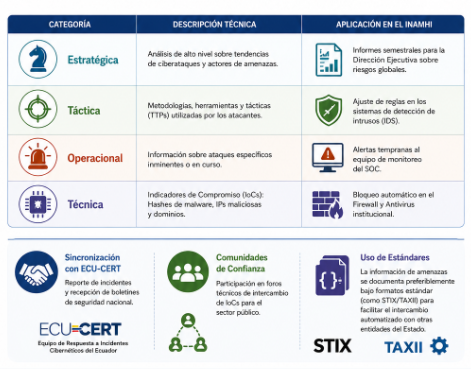 CATEGORÍA
DESCRIPCIÓN TÉCNICA
APLICACIÓN EN EL INAMHI
Estratégica
Análisis de alto nivel sobre tendencias
de ciberataques y actores de amenazas.
Informes semestrales para la
Dirección Ejecutiva sobre
riesgos globales.
Táctica
Metodologías, herramientas y tácticas
(TTPs) utilizadas por los atacantes.
Ajuste de reglas en los
sistemas de detección de
intrusos (IDS).
Operacional
Información sobre ataques específicos
inminentes o en curso.
Alertas tempranas al
equipo de monitoreo
del SOC.
Técnica
Indicadores de Compromiso (IoCs):
Hashes de malware, IPs maliciosas
y dominios.
Bloqueo automático en el
Firewall y Antivirus
institucional.
Sincronización
con ECU-CERT
Reporte de incidentes
y recepción de boletines
de seguridad nacional.
ECU CERT
Equipo de Respuesta a Incidentes
Cibernéticos del Ecuador
Comunidades
de Confianza
Participación en foros
técnicos de intercambio
de IoCs para el
sector público.
{}
Uso de Estándares
La información de amenazas
se documenta preferiblemente
bajo formatos estándar
(como STIX/TAXII) para
facilitar el intercambio
automatizado con otras
entidades del Estado.
STIX
TAXII